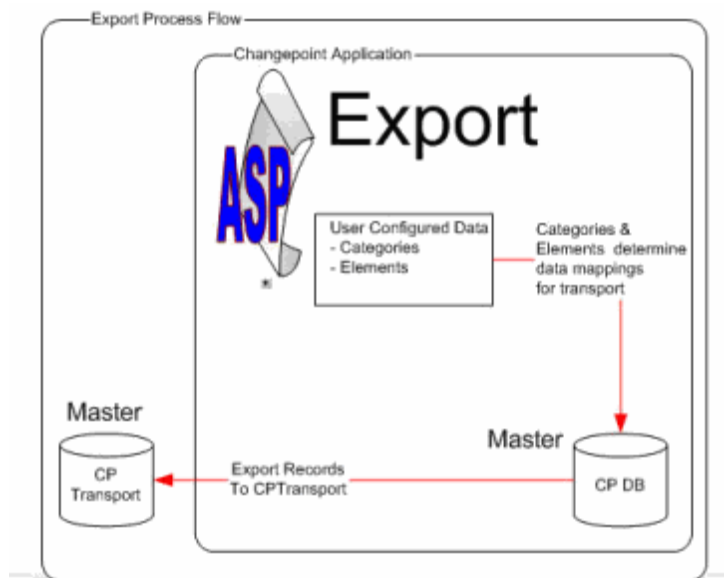 Export Process Flow
Changepoint Application
Export
ASP
User Configured Data
- Categories
- Elements
Categories &
Elements determine
data mappings
for transport
Master
CP
Transport
Export Records
To CPTransport
Master
CP DB